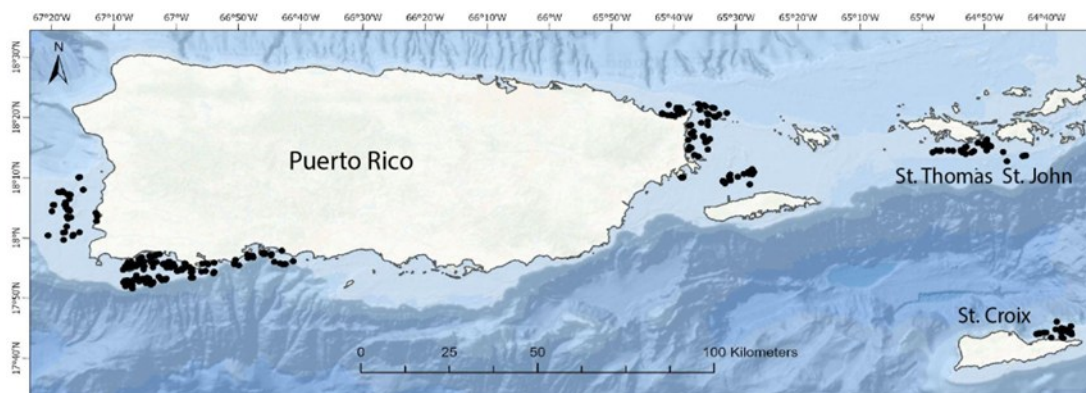 67°20'W 67°10'W 67°W 66°50'W 66°40'W 66°30'W 66°20'W 66°10'W 66°W 65°50'W 65°40'W 65°30'W 65°20'W 65°10'W 65°W 64°50'W 64°40'W
N
18°30'N
18°20'N
18°10'N
18°N
17°50'N
17°40'N
Puerto Rico
St. Thomas St. John
St. Croix
0 25 50 100 Kilometers